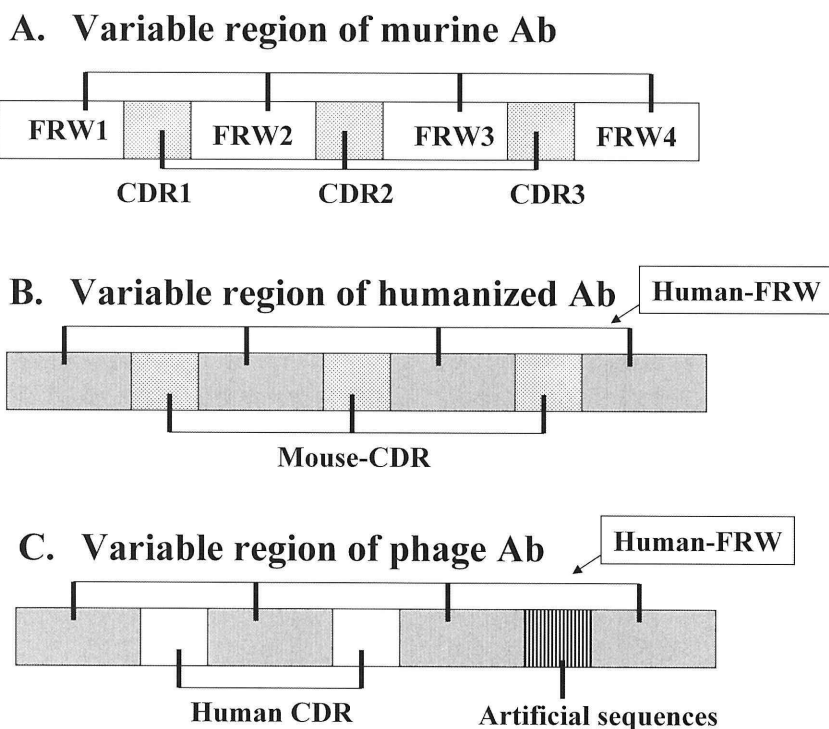 A. Variable region of murine Ab
FRW1 FRW2 FRW3 FRW4
CDR1 CDR2 CDR3
B. Variable region of humanized Ab
Human-FRW
Mouse-CDR
C. Variable region of phage Ab
Human-FRW
Human CDR
Artificial sequences